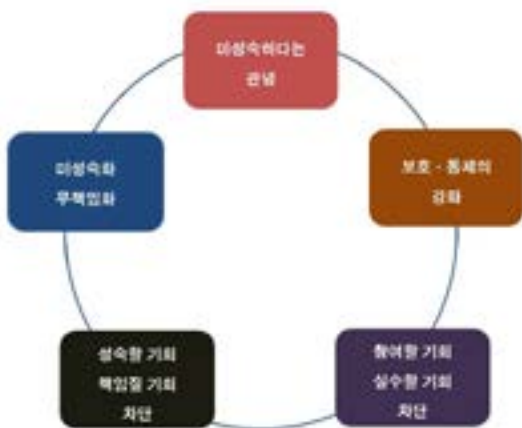 미성숙하다는
관념
보호 - 통제의
강화
참여할 기회
실수할 기회
차단
성숙할 기회
책임질 기회
차단
미성숙화
무책임화